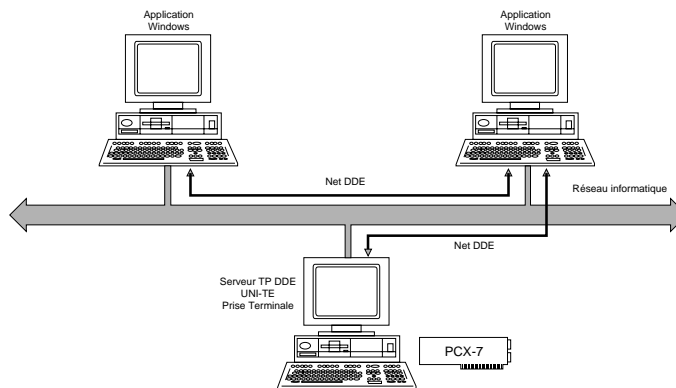 Application
Windows
Application
Windows
Net DDE
Réseau informatique
Net DDE
Serveur TP DDE
UNI-TE
Prise Terminale
PCX-7